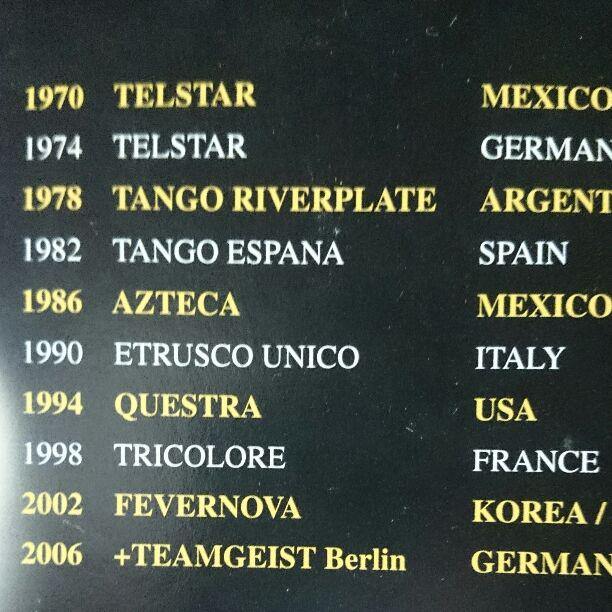 1970 TELSTAR MEXICO
1974 TELSTAR GERMAN
1978 TANGO RIVERPLATE ARGENT
1982 TANGO ESPANA SPAIN
1986 AZTECA MEXICO
1990 ETRUSCO UNICO ITALY
1994 QUESTRA USA
1998 TRICOLORE FRANCE
2002 FEVERNOVA KOREA /
2006 +TEAMGEIST Berlin GERMAN